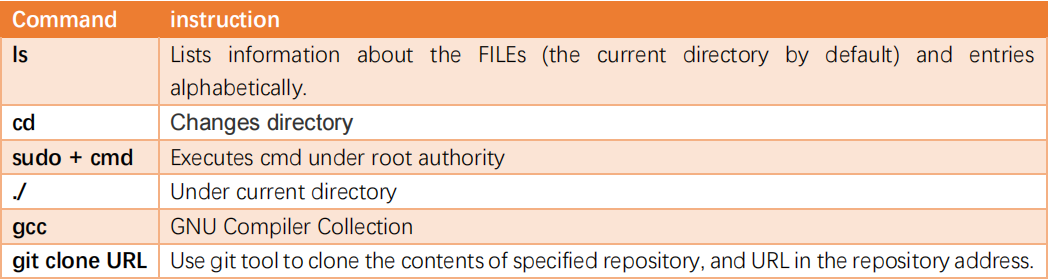 Command instruction
ls Lists information about the FILEs (the current directory by default) and entries
alphabetically.
cd Changes directory
sudo + cmd Executes cmd under root authority
./ Under current directory
gcc GNU Compiler Collection
git clone URL Use git tool to clone the contents of specified repository, and URL in the repository address.